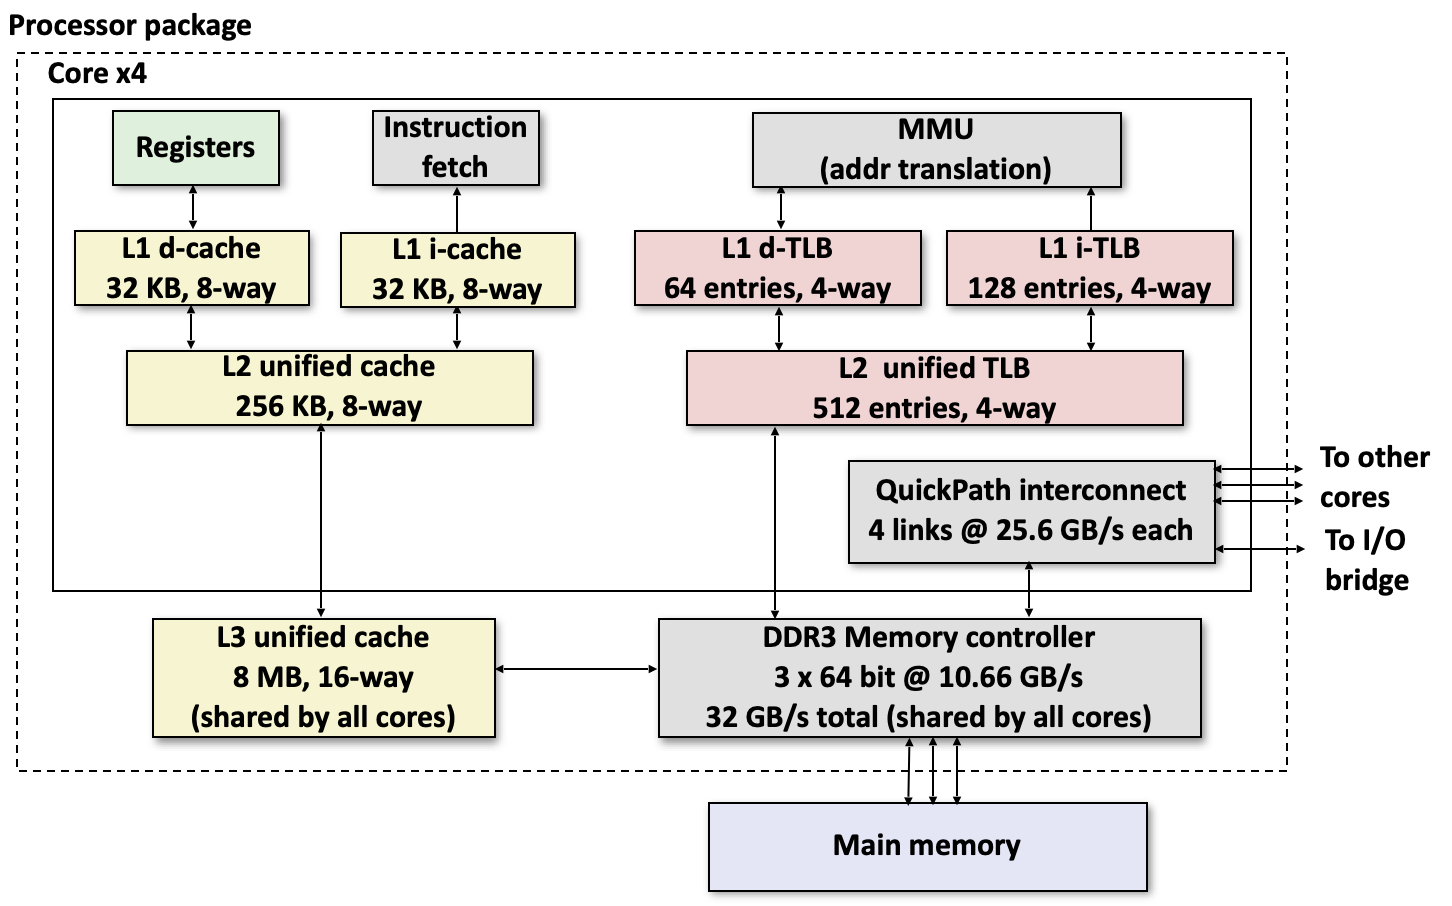 Processor package
Core x4
Registers
Instruction
fetch
MMU
(addr translation)
L1 d-cache
32 KB, 8-way
L1 i-cache
32 KB, 8-way
L1 d-TLB
64 entries, 4-way
L1 i-TLB
128 entries, 4-way
L2 unified cache
256 KB, 8-way
L2 unified TLB
512 entries, 4-way
QuickPath interconnect
4 links @ 25.6 GB/s each
To other
cores
To I/O
bridge
L3 unified cache
8 MB, 16-way
(shared by all cores)
DDR3 Memory controller
3 x 64 bit @ 10.66 GB/s
32 GB/s total (shared by all cores)
Main memory